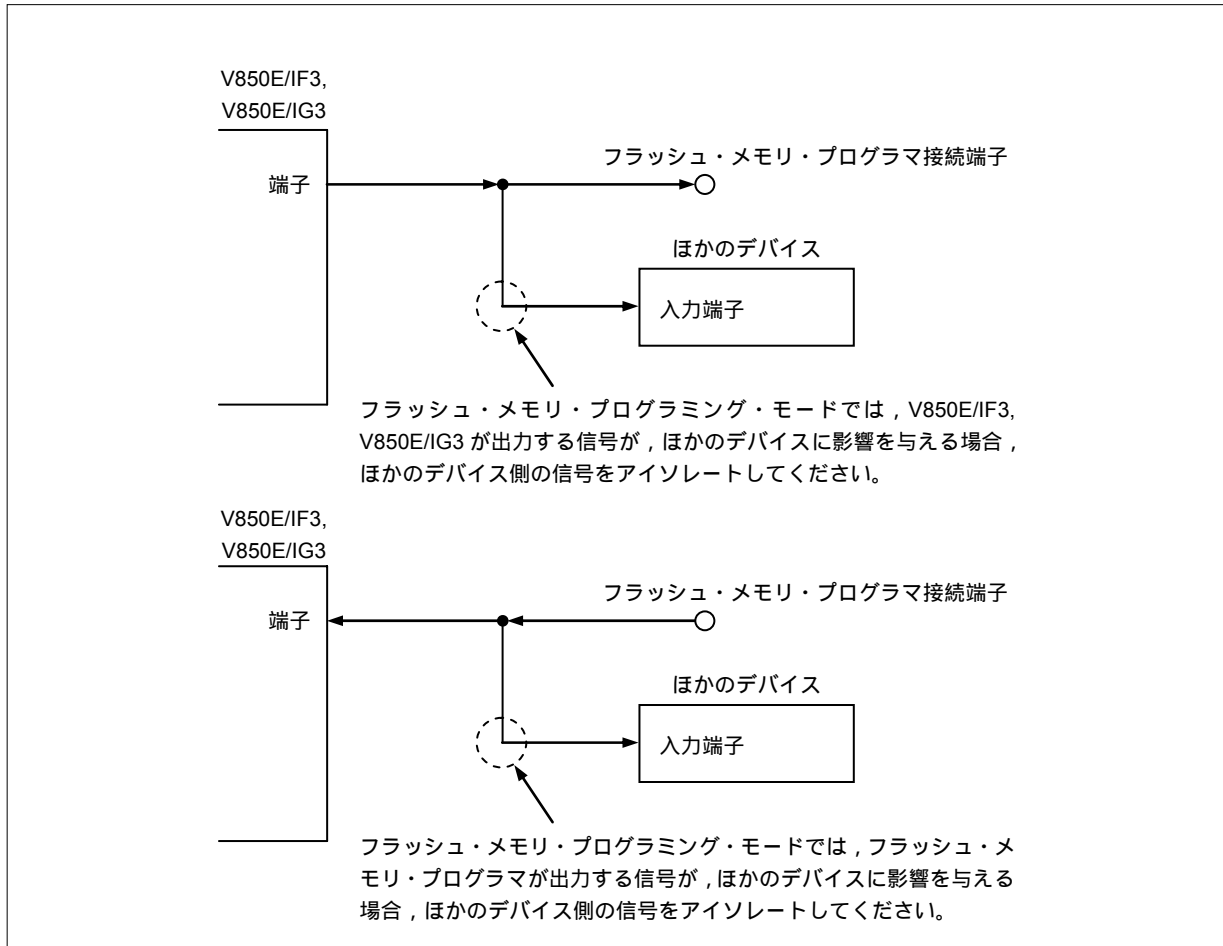 V850E/IF3,
V850E/IG3
端子
フラッシュ・メモリ・プログラマ接続端子
ほかのデバイス
入力端子
フラッシュ・メモリ・プログラミング・モードでは，V850E/IF3,
V850E/IG3 が出力する信号が，ほかのデバイスに影響を与える場合，
ほかのデバイス側の信号をアイソレートしてください。
V850E/IF3,
V850E/IG3
端子
フラッシュ・メモリ・プログラマ接続端子
ほかのデバイス
入力端子
フラッシュ・メモリ・プログラミング・モードでは，フラッシュ・メ
モリ・プログラマが出力する信号が，ほかのデバイスに影響を与える
場合，ほかのデバイス側の信号をアイソレートしてください。